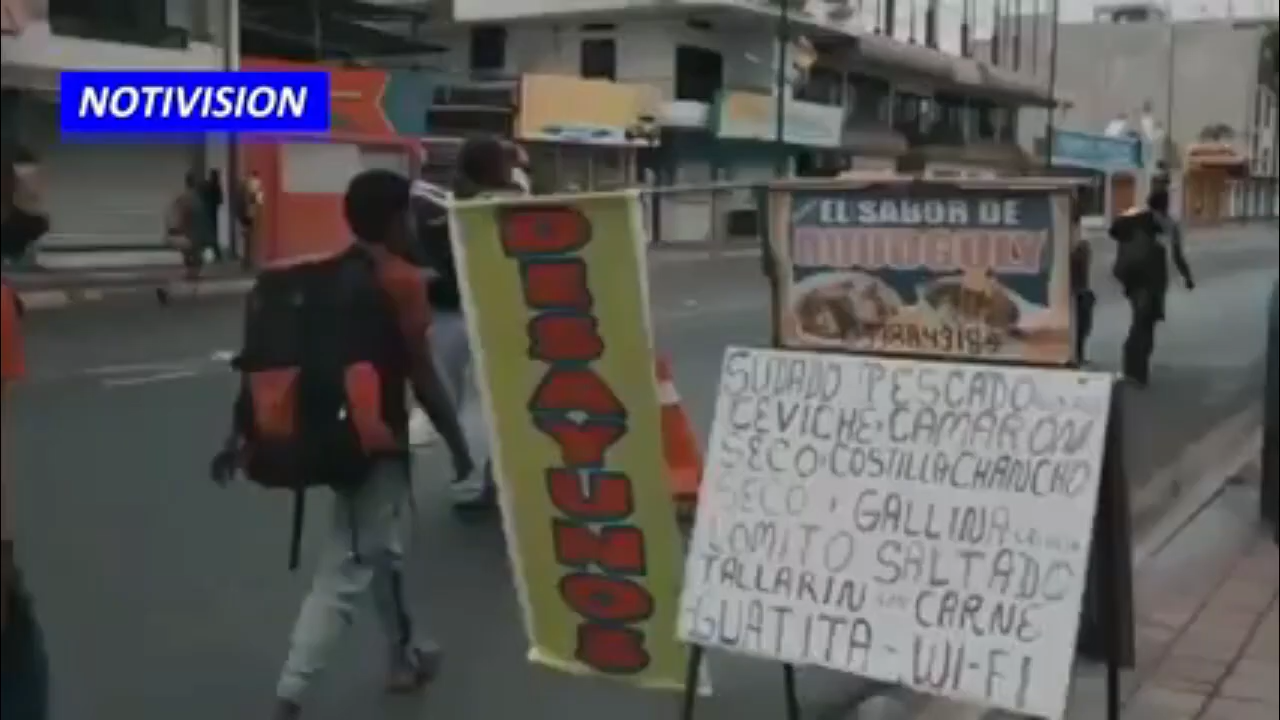 NOTIVISION
DESAYUNOS
EL SABOR DE
SUDADO PESCADO
CEVICHE CAMARON
SECO COSTILLA CHANCHO
SECO GALLINA
LOMITO SALTADO
TALLARIN CARNE
GUATITA - WI-FI